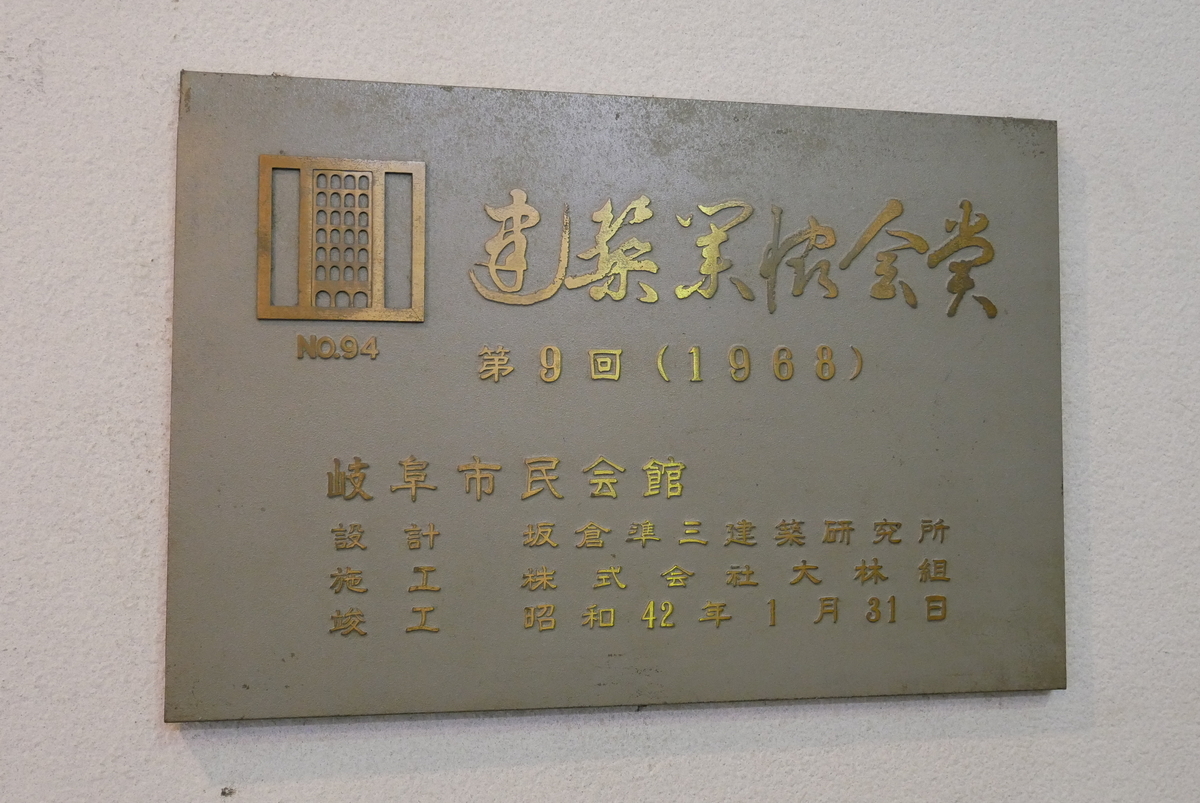 建築業協会賞
NO.94
第9回(1968)
岐阜市民会館
設計 坂倉準三建築研究所
施工 株式会社大林組
竣工 昭和42年1月31日